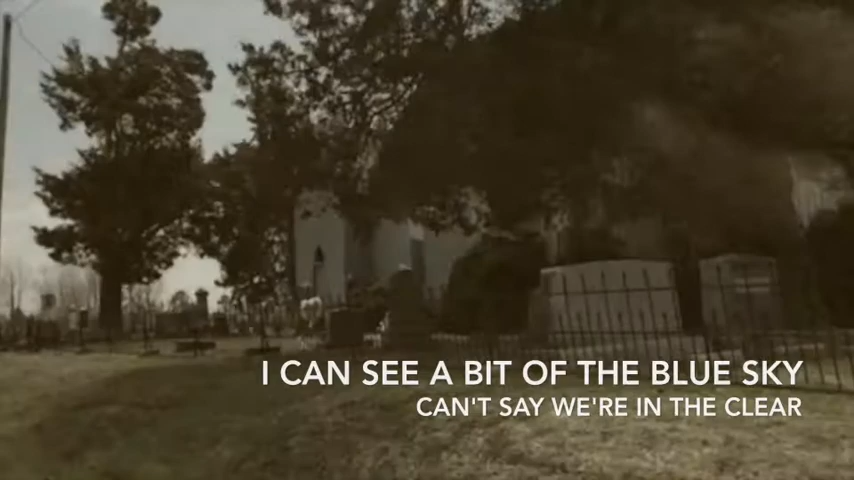 I CAN SEE A BIT OF THE BLUE SKY
CAN'T SAY WE'RE IN THE CLEAR